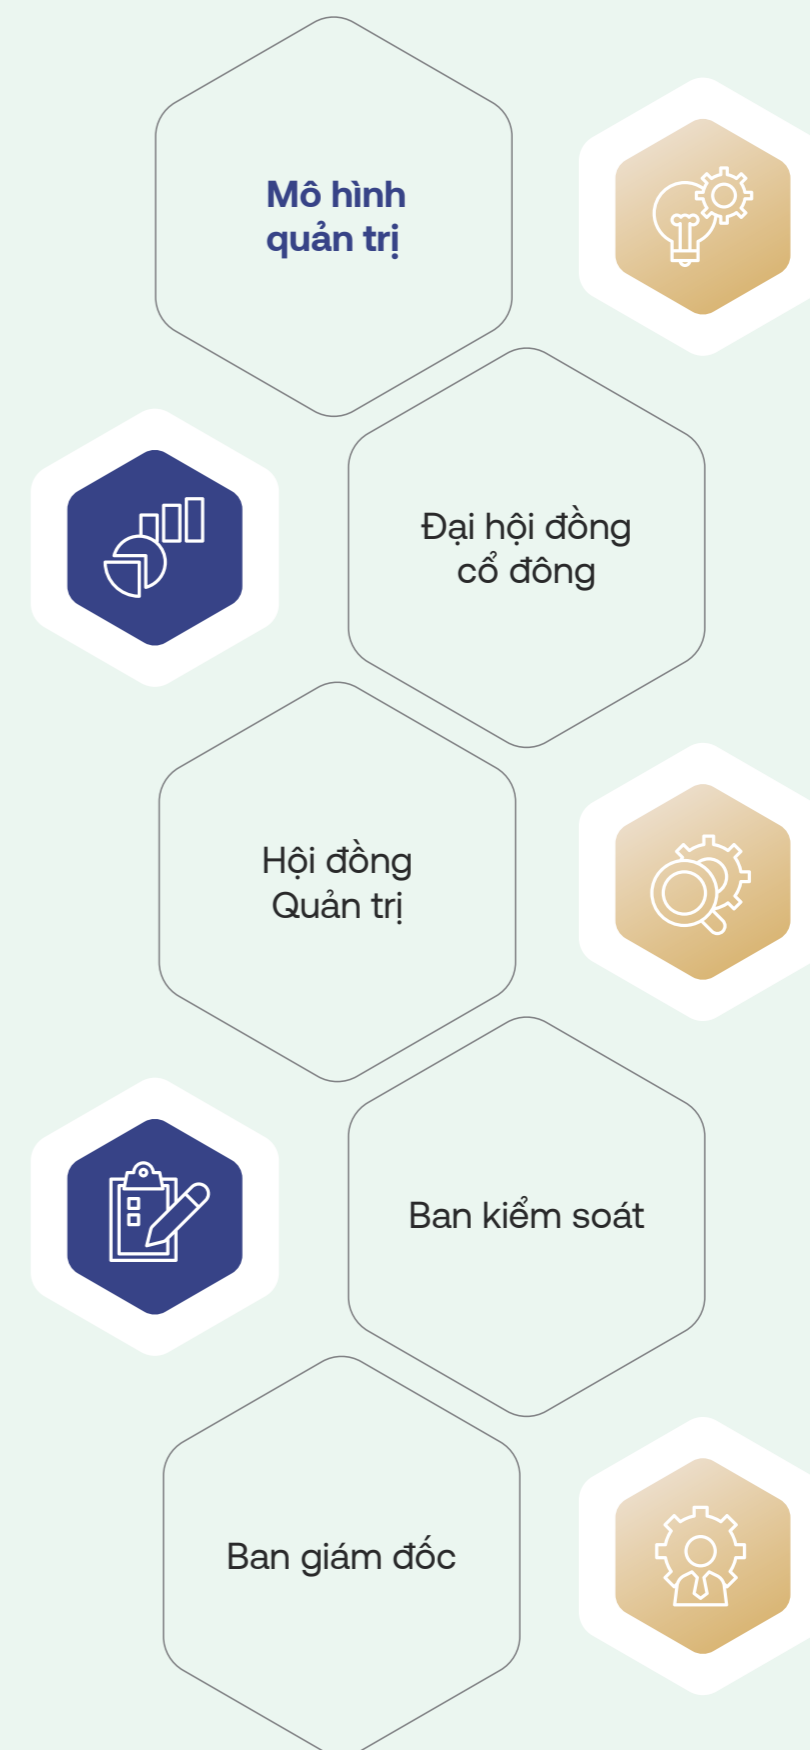 Mô hình
quản trị
Đại hội đồng
cổ đông
Hội đồng
Quản trị
Ban kiểm soát
Ban giám đốc